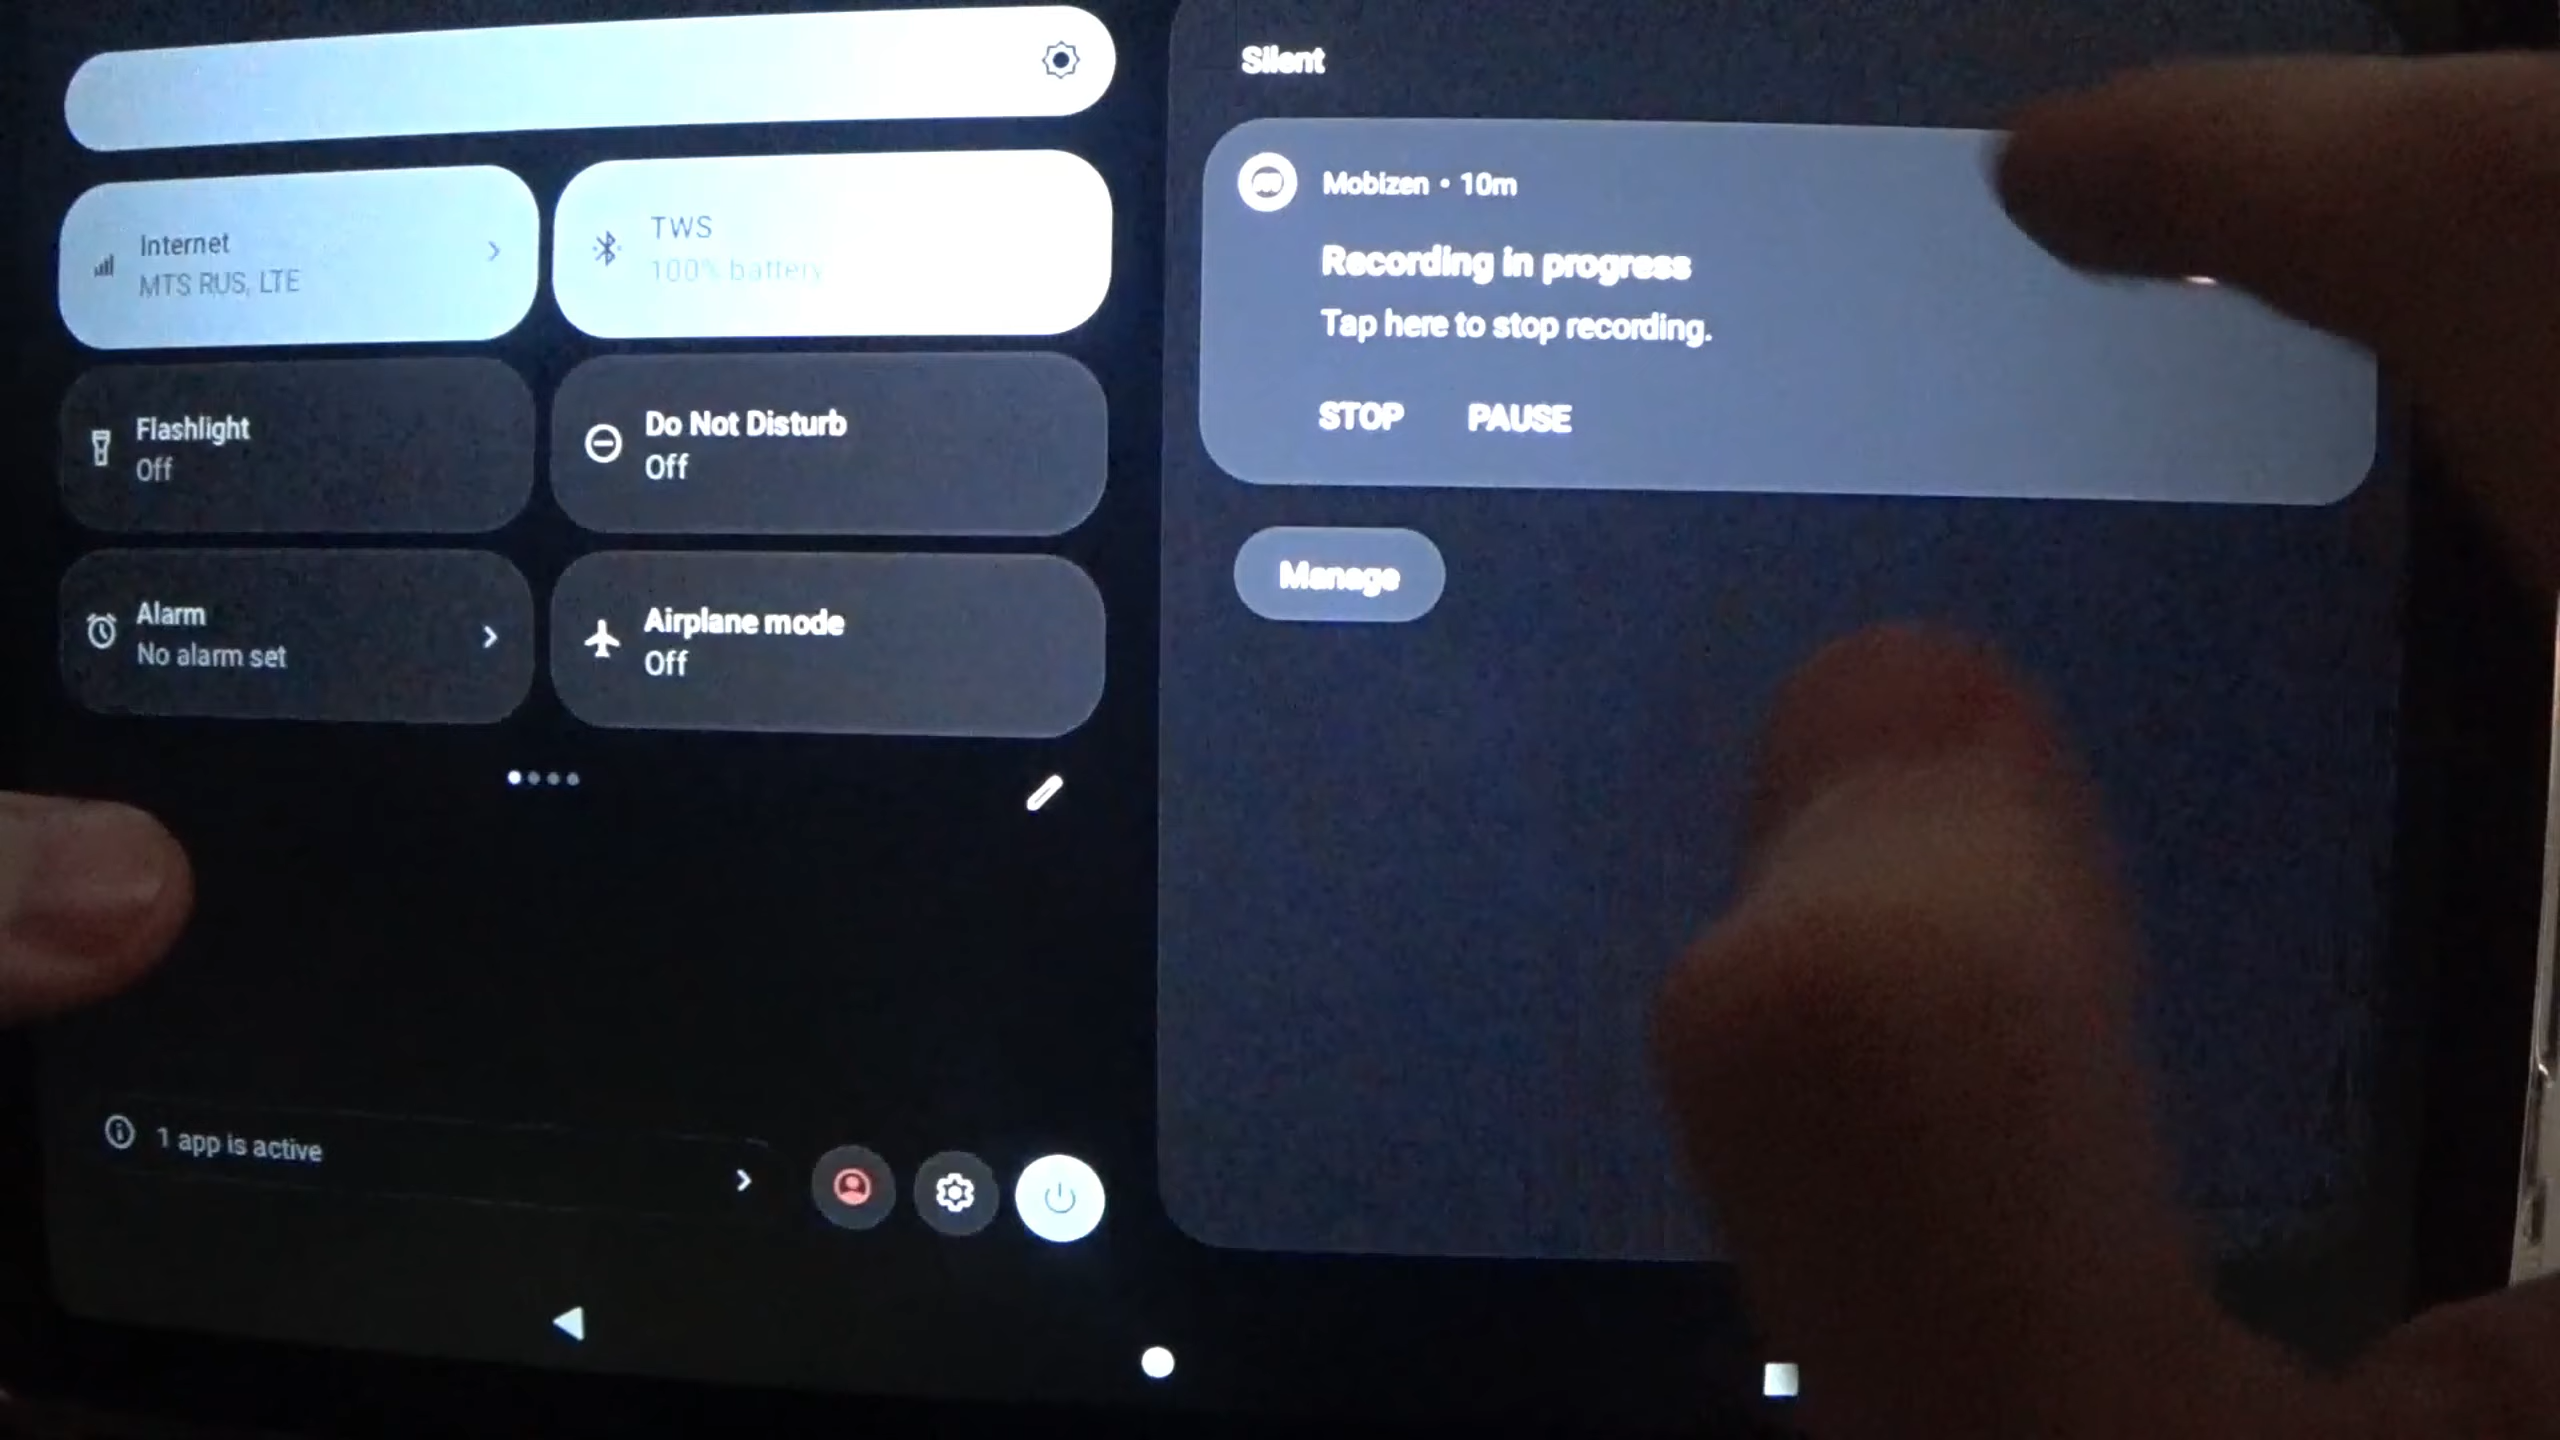 Internet
MTS RUS, LTE
TWS
100% battery
Flashlight
Off
Do Not Disturb
Off
Alarm
No alarm set
Airplane mode
Off
1 app is active
Silent
Mobizen • 10m
Recording in progress
Tap here to stop recording.
STOP PAUSE
Manage